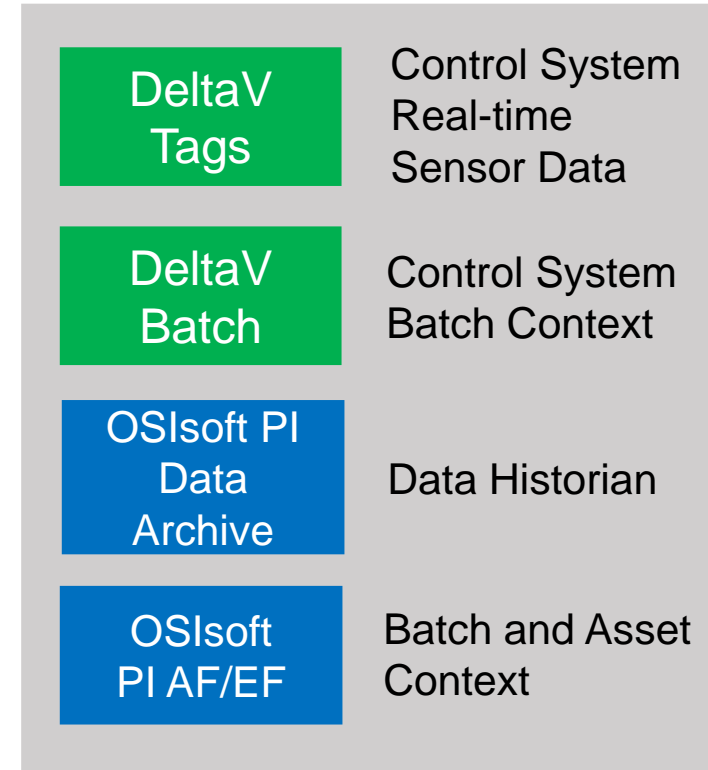 DeltaV
Tags
Control System
Real-time
Sensor Data
DeltaV
Batch
Control System
Batch Context
OSIsoft PI
Data
Archive
Data Historian
OSIsoft
PI AF/EF
Batch and Asset
Context